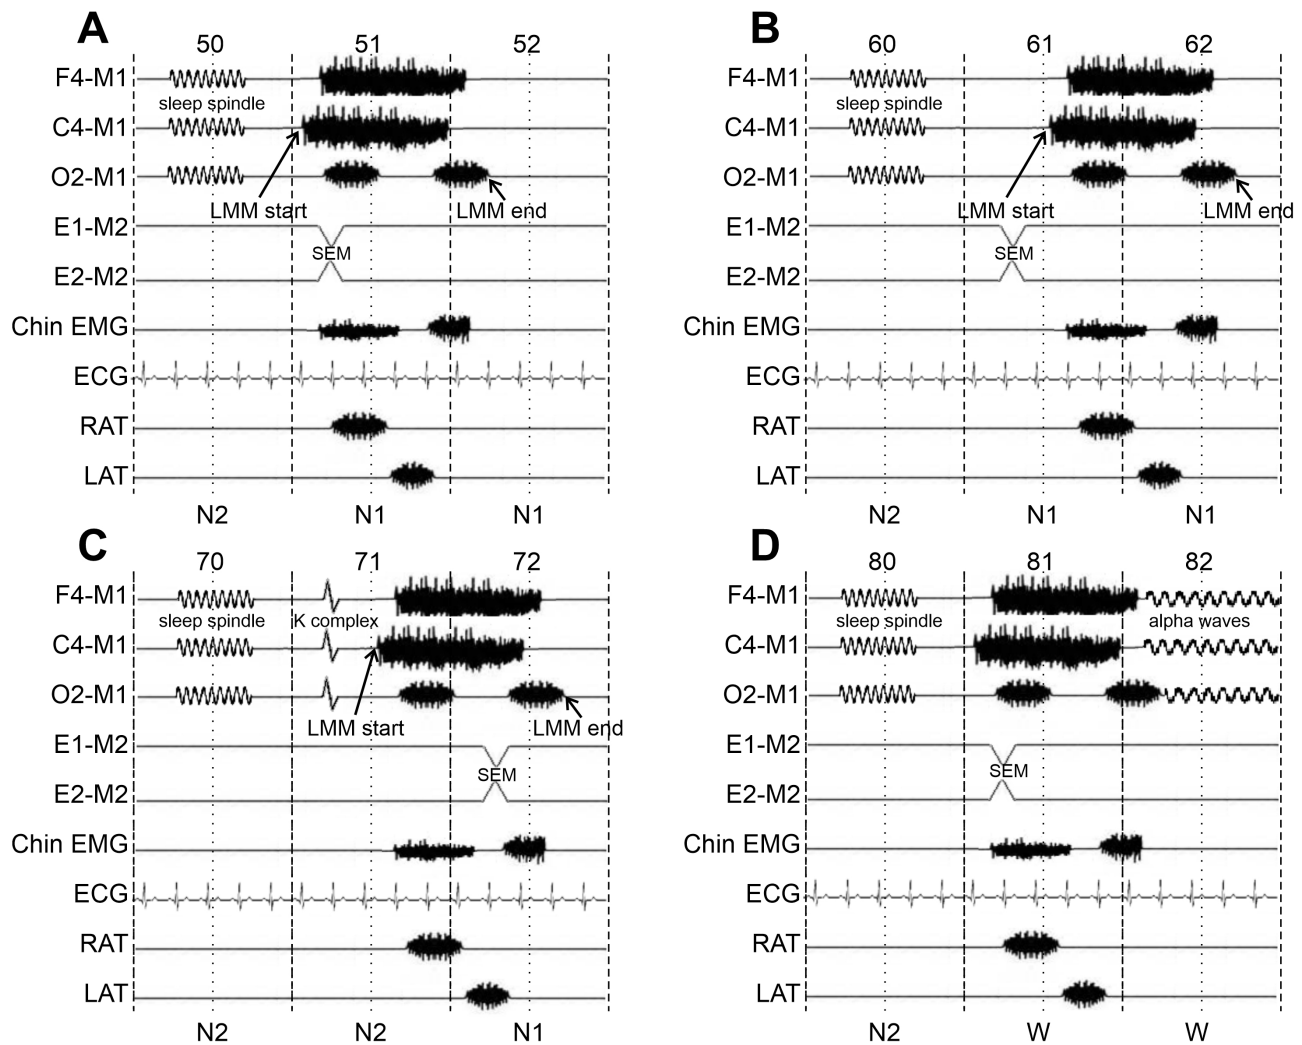 A
50 51 52
F4-M1
sleep spindle
C4-M1
O2-M1
LMM start LMM end
E1-M2
SEM
E2-M2
Chin EMG
ECG
RAT
LAT
N2 N1 N1
B
60 61 62
F4-M1
sleep spindle
C4-M1
O2-M1
LMM start LMM end
E1-M2
SEM
E2-M2
Chin EMG
ECG
RAT
LAT
N2 N1 N1
C
70 71 72
F4-M1
sleep spindle K complex
C4-M1
O2-M1
LMM start LMM end
E1-M2
SEM
E2-M2
Chin EMG
ECG
RAT
LAT
N2 N2 N1
D
80 81 82
F4-M1
sleep spindle alpha waves
C4-M1
O2-M1
E1-M2
SEM
E2-M2
Chin EMG
ECG
RAT
LAT
N2 W W